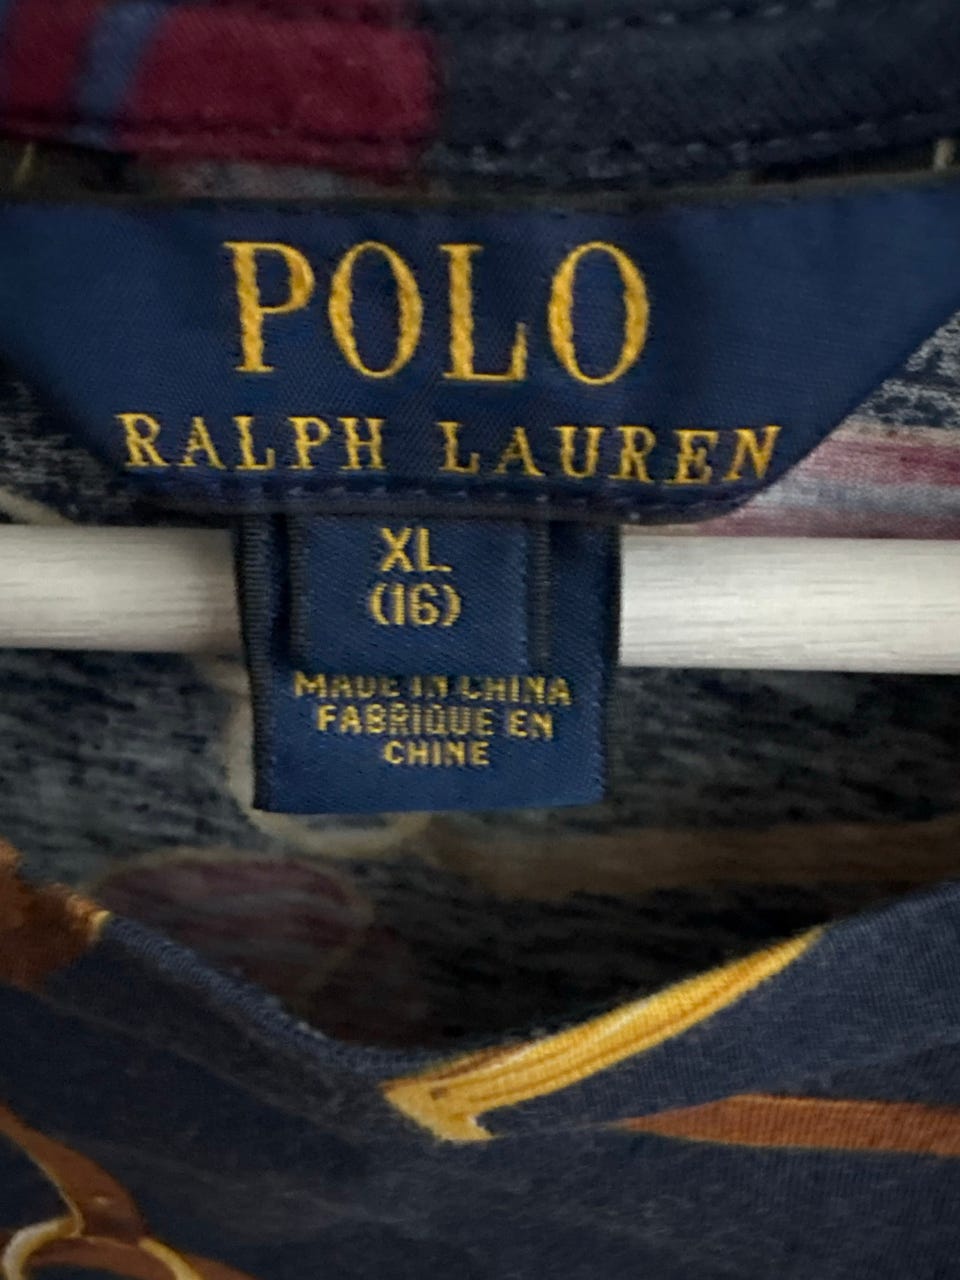 POLO
RALPH LAUREN
XL
(16)
MADE IN CHINA
FABRIQUE EN
CHINE